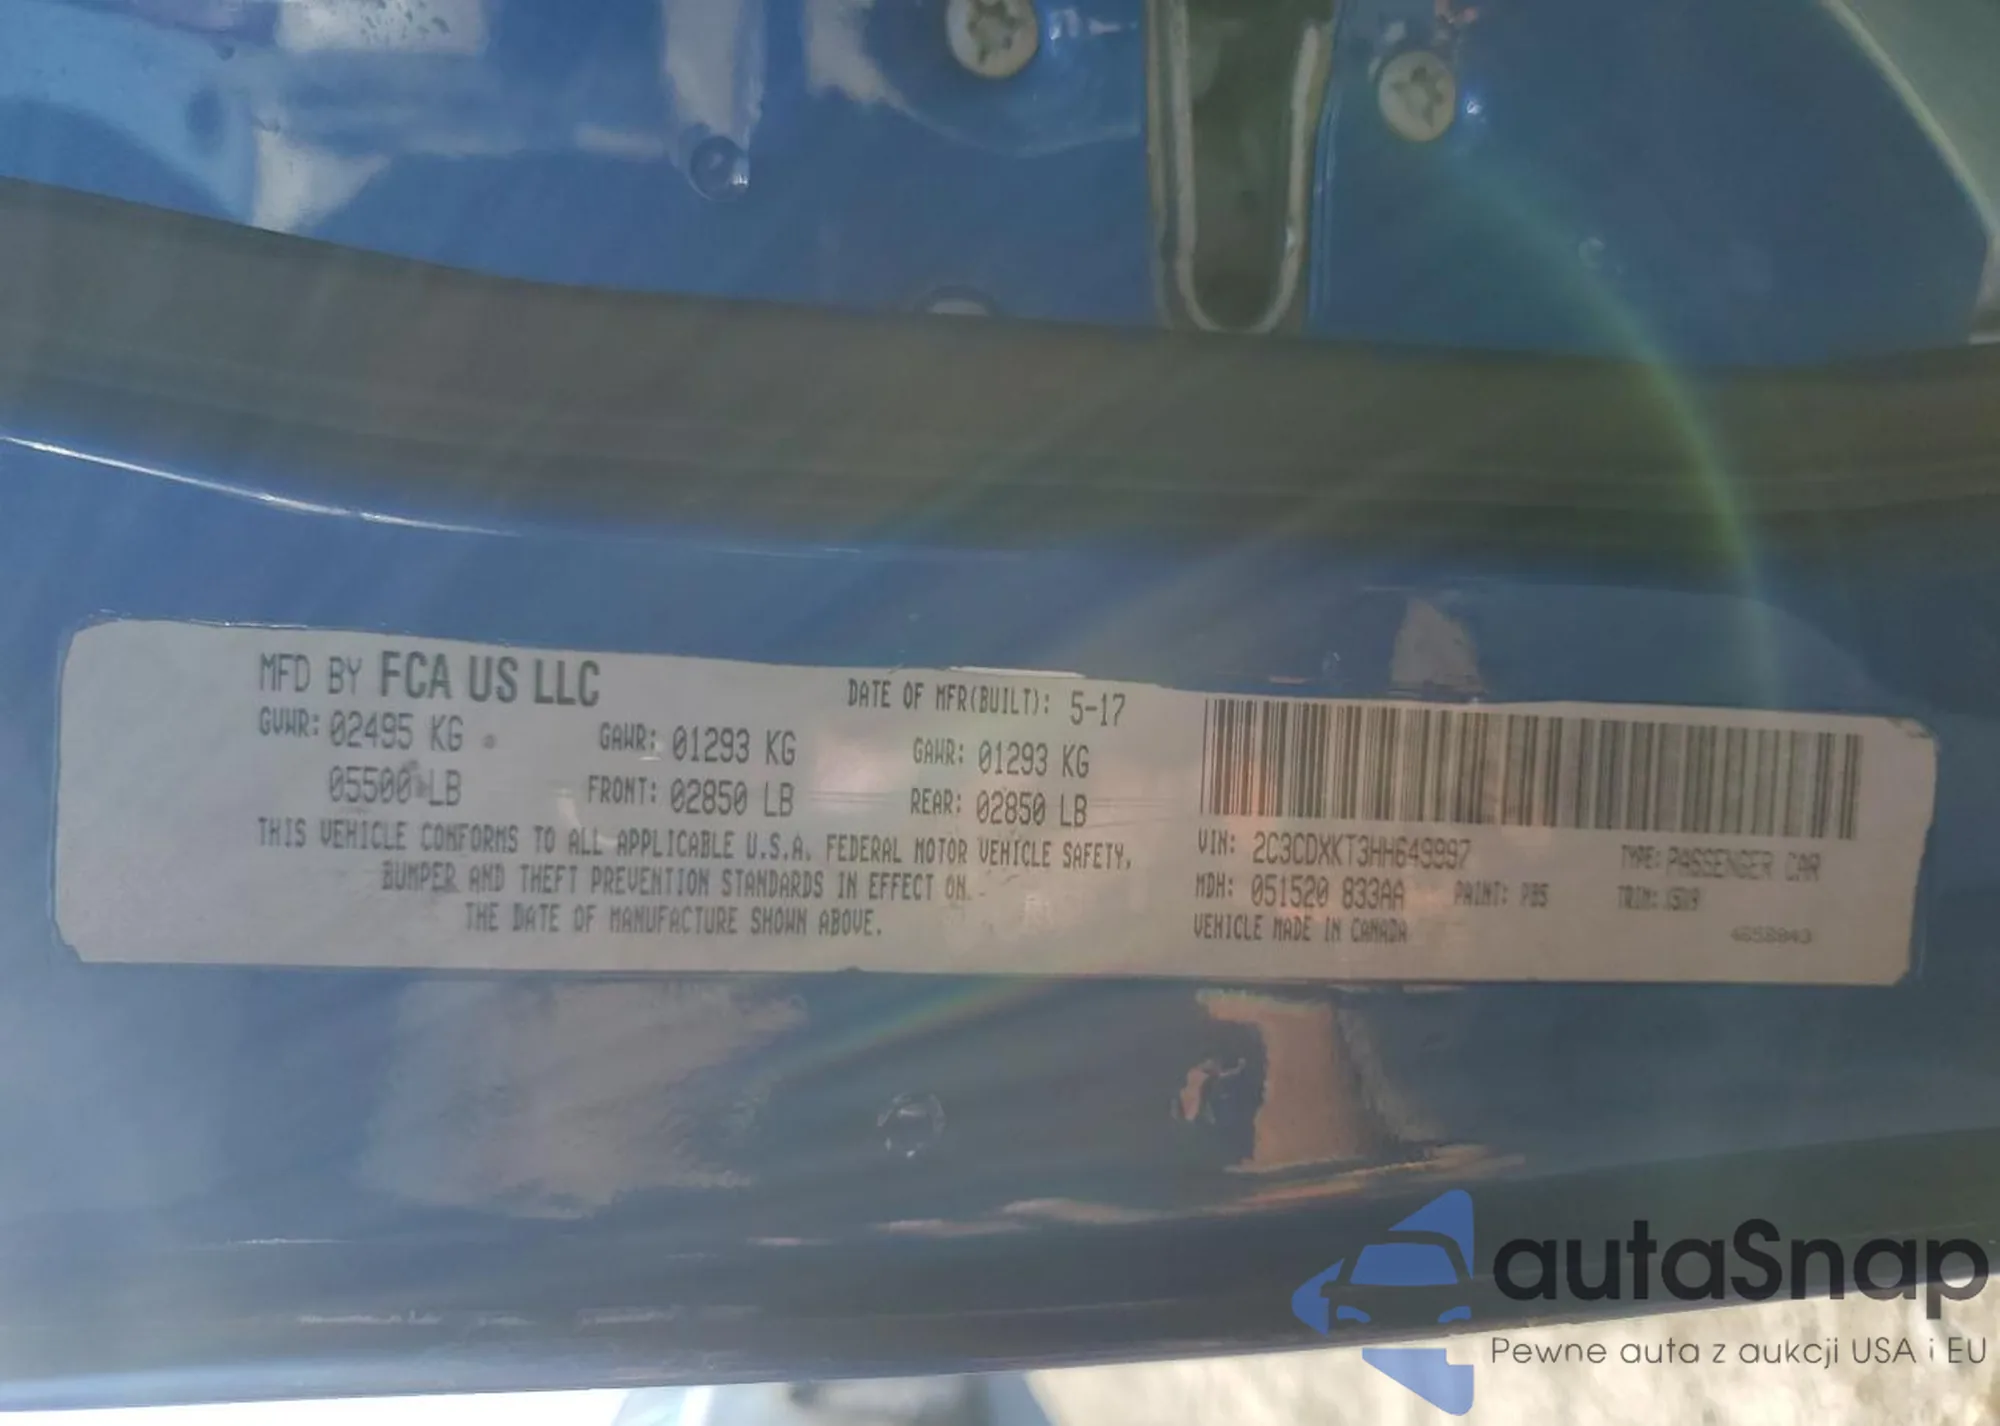 MFD BY FCA US LLC DATE OF MFR(BUILT): 5-17
GVWR: 02495 KG GAWR: 01293 KG GAWR: 01293 KG
05500 LB FRONT: 02850 LB REAR: 02850 LB
THIS VEHICLE CONFORMS TO ALL APPLICABLE U.S.A. FEDERAL MOTOR VEHICLE SAFETY,
BUMPER AND THEFT PREVENTION STANDARDS IN EFFECT ON
THE DATE OF MANUFACTURE SHOWN ABOVE.
VIN: 2C3CDXKT3HH649997 TYPE: PASSENGER CAR
MDH: 051520 833AA PAINT: PB5 TRIM:
VEHICLE MADE IN CANADA
autaSnap
Pewne auta z aukcji USA i EU